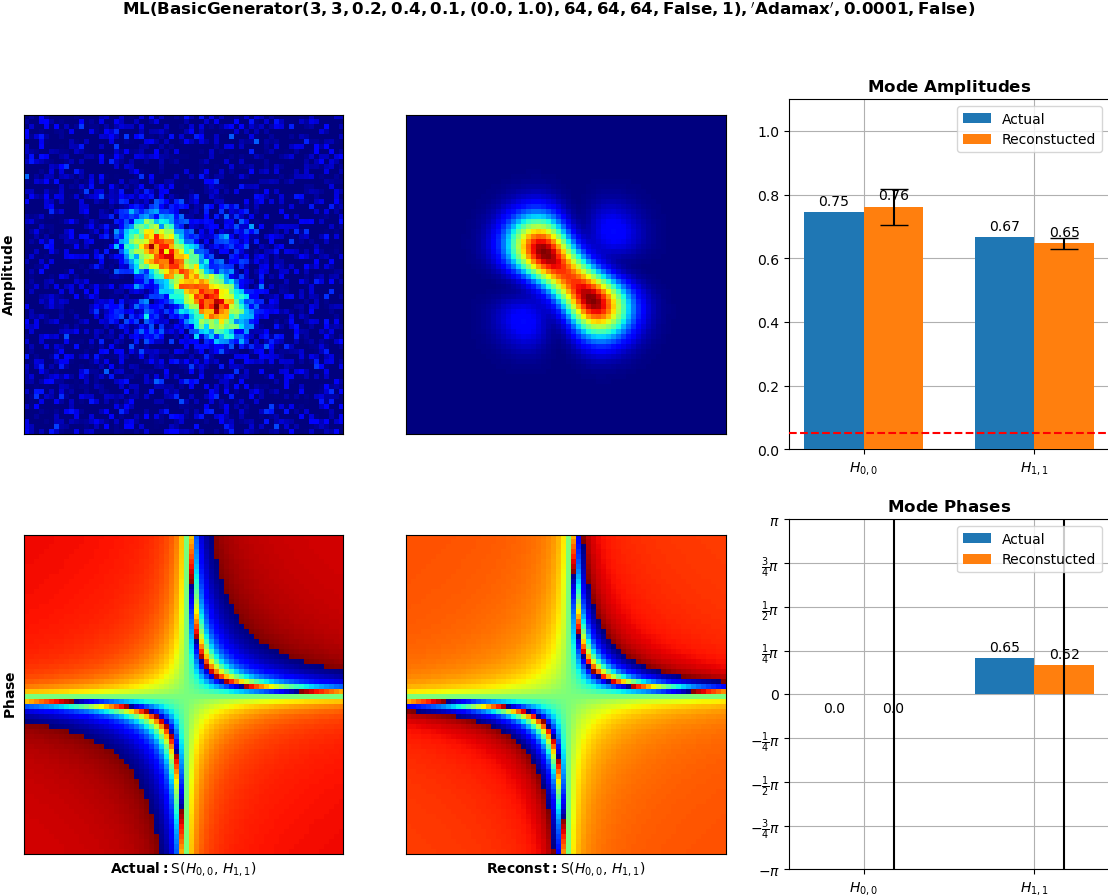 ML(BasicGenerator(3, 3, 0.2, 0.4, 0.1, (0.0, 1.0), 64, 64, 64, False, 1), ′Adamax′, 0.0001, False)
Amplitude
Mode Amplitudes
Actual
Reconstucted
1.0
0.8
0.6
0.4
0.2
0.0
0.75
0.76
0.67
0.65
H0,0
H1,1
Phase
Actual: S(H0,0, H1,1)
Reconst: S(H0,0, H1,1)
Mode Phases
Actual
Reconstucted
π
3/4π
1/2π
1/4π
0
−1/4π
−1/2π
−3/4π
−π
0.0
0.0
0.65
0.52
H0,0
H1,1